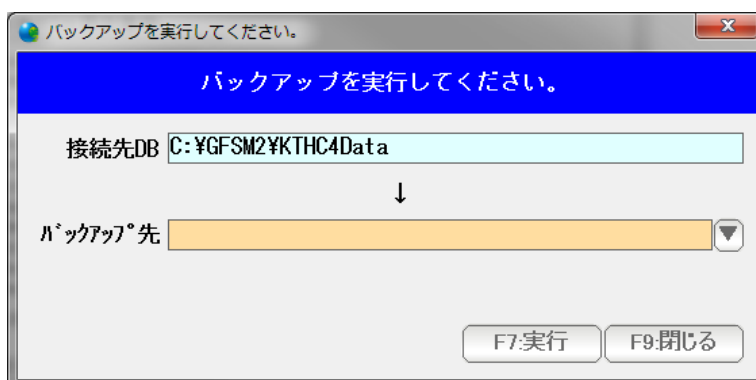 バックアップを実行してください。
x
バックアップを実行してください。
接続先DB C:¥GFSM2¥KTHC4Data
↓
ﾊﾞｯｸｱｯﾌﾟ先
F7:実行 F9:閉じる